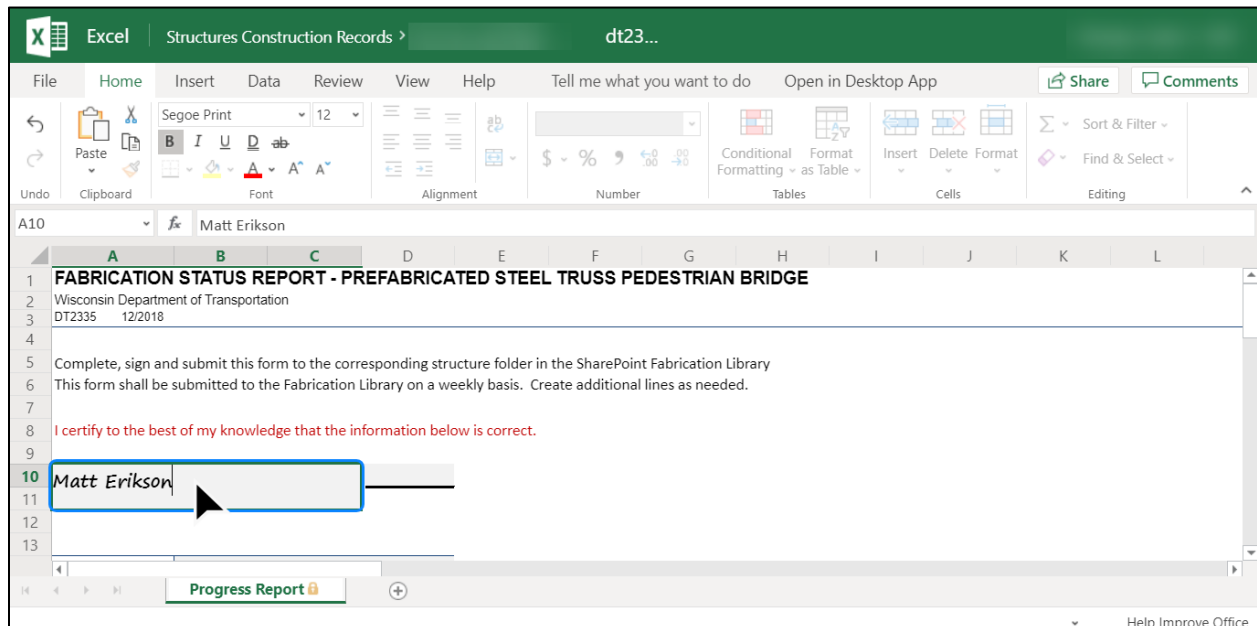 Excel Structures Construction Records > dt23...
File Home Insert Data Review View Help Tell me what you want to do Open in Desktop App Share Comments
Segoe Print 12
Paste B I U D ab A A^ A˅ ab $ % 9 .00 .00 Conditional Formatting as Table Insert Delete Format Σ Sort & Filter
Find & Select
Undo Clipboard Font Alignment Number Tables Cells Editing
A10 fx Matt Erikson
A B C D E F G H I J K L
1 FABRICATION STATUS REPORT - PREFABRICATED STEEL TRUSS PEDESTRIAN BRIDGE
2 Wisconsin Department of Transportation
3 DT2335 12/2018
4
5 Complete, sign and submit this form to the corresponding structure folder in the SharePoint Fabrication Library
6 This form shall be submitted to the Fabrication Library on a weekly basis. Create additional lines as needed.
7
8 I certify to the best of my knowledge that the information below is correct.
9
10 Matt Erikson
11
12
13
Progress Report
Help Improve Office